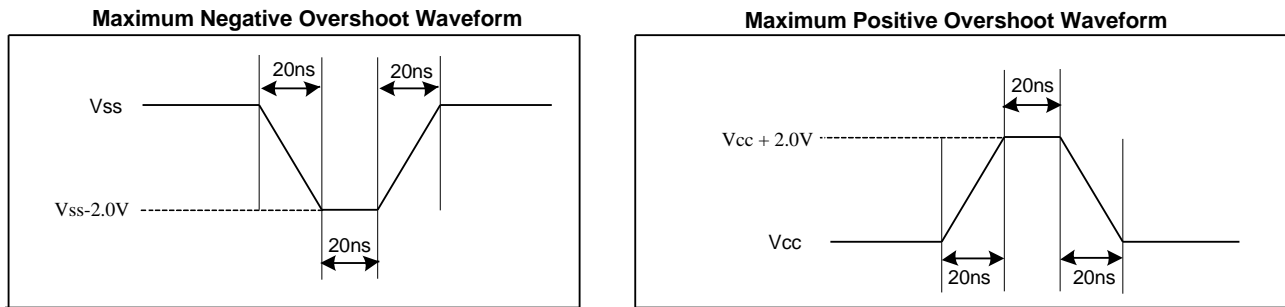 Maximum Negative Overshoot Waveform
20ns
20ns
Vss
Vss-2.0V
20ns
Maximum Positive Overshoot Waveform
20ns
Vcc + 2.0V
Vcc
20ns
20ns